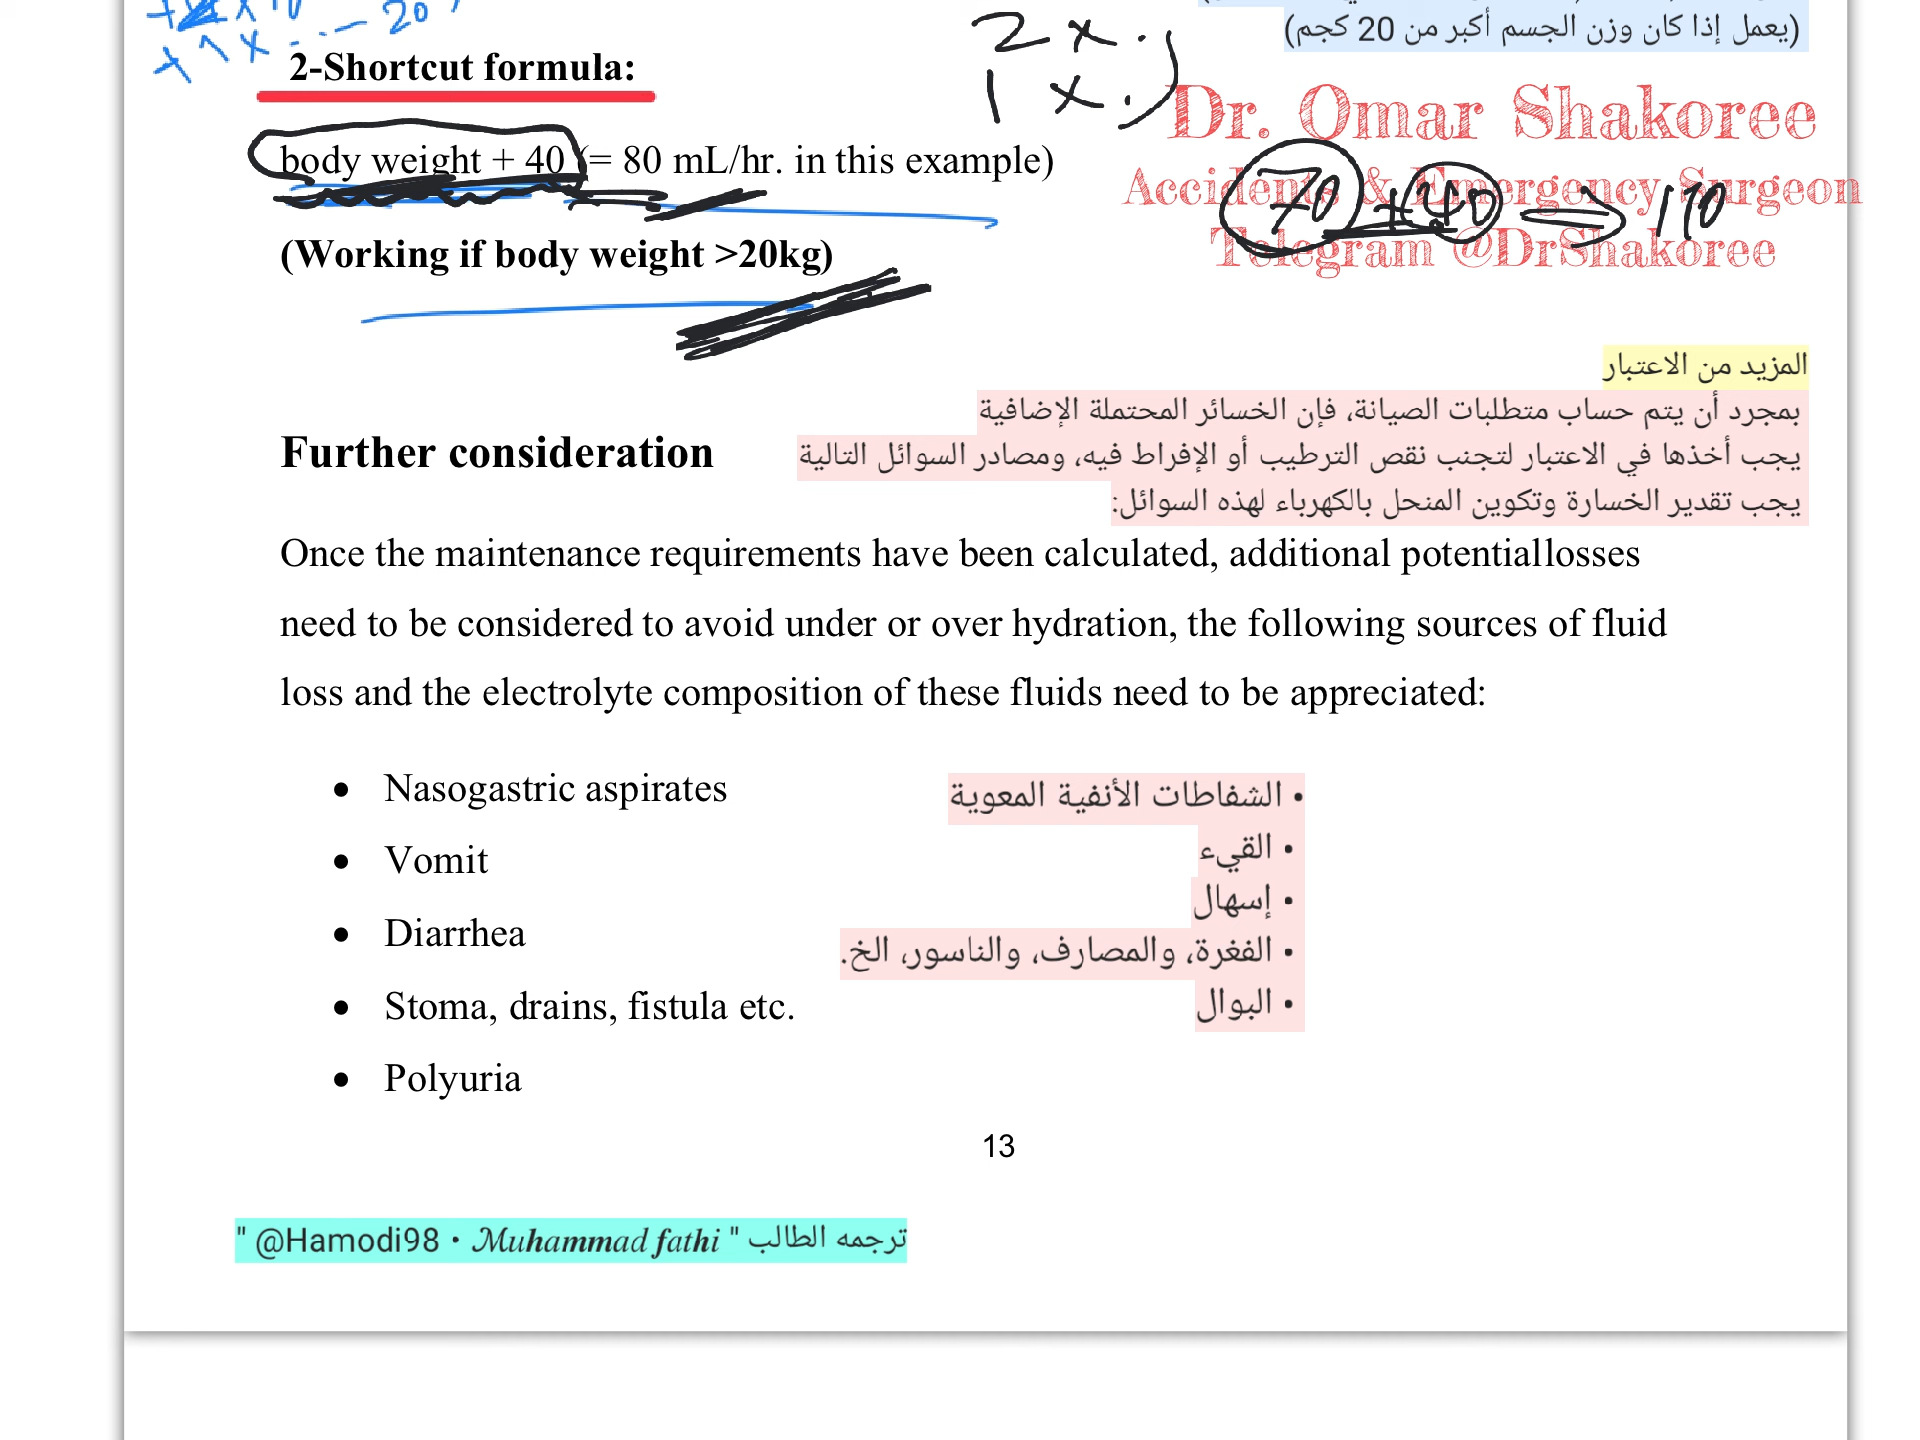 (يعمل إذا كان وزن الجسم أكبر من 20 كجم)
2 x
1 x
20
2-Shortcut formula:
Dr. Omar Shakoree
body weight + 40 (= 80 mL/hr. in this example)
Accidents & Emergency Surgeon
70 + 40 => 110
Telegram @DrShakoree
(Working if body weight >20kg)
المزيد من الاعتبار
بمجرد أن يتم حساب متطلبات الصيانة، فإن الخسائر المحتملة الإضافية
يجب أخذها في الاعتبار لتجنب نقص الترطيب أو الإفراط فيه، ومصادر السوائل التالية
يجب تقدير الخسارة وتكوين المنحل بالكهرباء لهذه السوائل:
Further consideration
Once the maintenance requirements have been calculated, additional potentiallosses
need to be considered to avoid under or over hydration, the following sources of fluid
loss and the electrolyte composition of these fluids need to be appreciated:
• Nasogastric aspirates
• Vomit
• Diarrhea
• Stoma, drains, fistula etc.
• Polyuria
• الشفاطات الأنفية المعوية
• القيء
• إسهال
• الفغرة، والمصارف، والناسور، الخ.
• البوال
13
ترجمه الطالب " @Hamodi98 • Muhammad fathi "